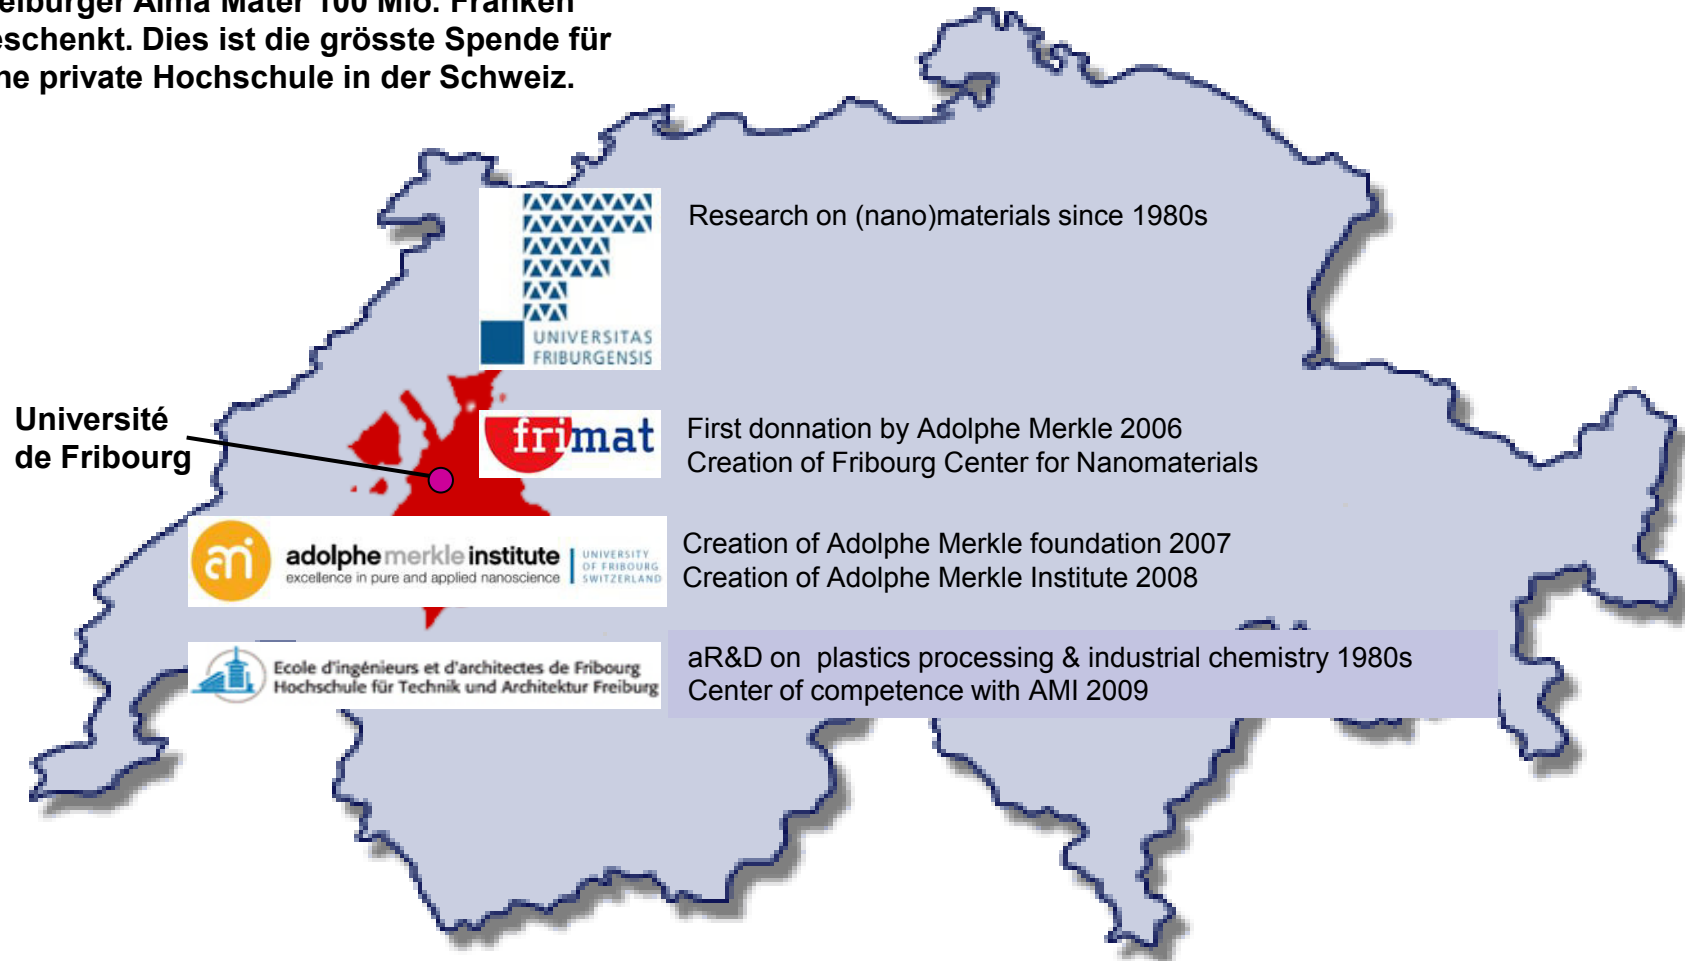 eiburger Alma Mater 100 Mio. Franken
eschenkt. Dies ist die grösste Spende für
ne private Hochschule in der Schweiz.
UNIVERSITAS
FRIBURGENSIS
Research on (nano)materials since 1980s
Université
de Fribourg
frimat
First donnation by Adolphe Merkle 2006
Creation of Fribourg Center for Nanomaterials
ami
adolphe merkle institute
excellence in pure and applied nanoscience
UNIVERSITY
OF FRIBOURG
SWITZERLAND
Creation of Adolphe Merkle foundation 2007
Creation of Adolphe Merkle Institute 2008
Ecole d'ingénieurs et d'architectes de Fribourg
Hochschule für Technik und Architektur Freiburg
aR&D on plastics processing & industrial chemistry 1980s
Center of competence with AMI 2009